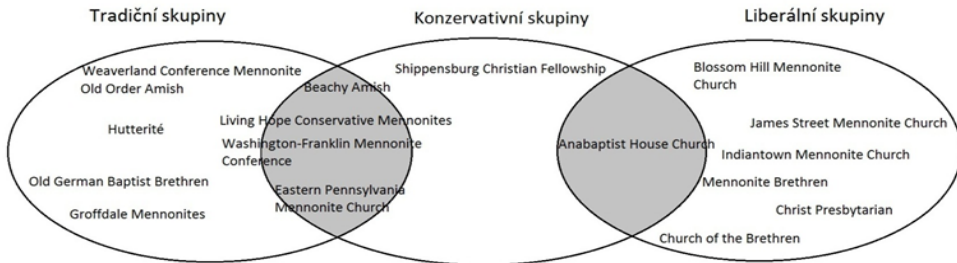 Tradiční skupiny
Konzervativní skupiny
Liberální skupiny
Weaverland Conference Mennonite
Old Order Amish
Hutterité
Old German Baptist Brethren
Groffdale Mennonites
Beachy Amish
Living Hope Conservative Mennonites
Washington-Franklin Mennonite
Conference
Eastern Pennsylvania
Mennonite Church
Shippensburg Christian Fellowship
Anabaptist House Church
Blossom Hill Mennonite
Church
James Street Mennonite Church
Indiantown Mennonite Church
Mennonite Brethren
Christ Presbytarian
Church of the Brethren